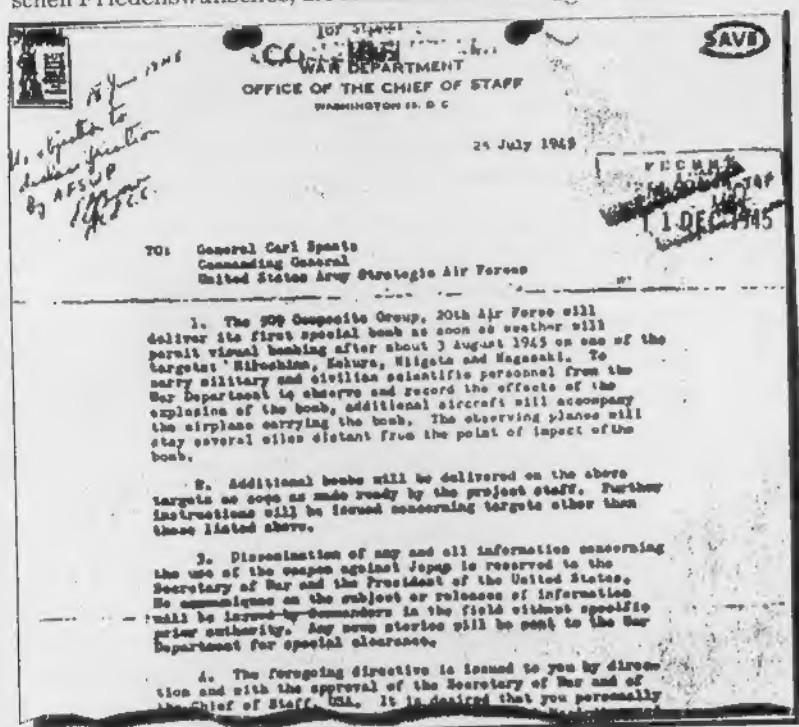 schen Friedenswunsches,
SAVE
WAR DEPARTMENT
OFFICE OF THE CHIEF OF STAFF
WASHINGTON D C
objection to
By AFSWP
24 July 1945
11 DEC 1945
TO: General Carl Spaatz
Commanding General
United States Army Strategic Air Forces
1. The 509 Composite Group, 20th Air Force will
deliver its first special bomb as soon as weather will
permit visual bombing after about 3 August 1945 on one of the
targets: Hiroshima, Kokura, Niigata and Nagasaki. To
carry military and civilian scientific personnel from the
War Department to observe and record the effects of the
explosion of the bomb, additional aircraft will accompany
the airplane carrying the bomb. The observing planes will
stay several miles distant from the point of impact of the
bomb.
2. Additional bombs will be delivered on the above
targets as soon as made ready by the project staff. Further
instructions will be issued concerning targets other than
those listed above.
3. Dissemination of any and all information concerning
the use of the weapon against Japan is reserved to the
Secretary of War and the President of the United States.
No communiques on the subject or releases of information
will be issued by Commanders in the field without specific
prior authority. Any news stories will be sent to the War
Department for special clearance.
4. The foregoing directive is issued to you by direc-
tion and with the approval of the Secretary of War and of
the Chief of Staff, USA. It is desired that you personally